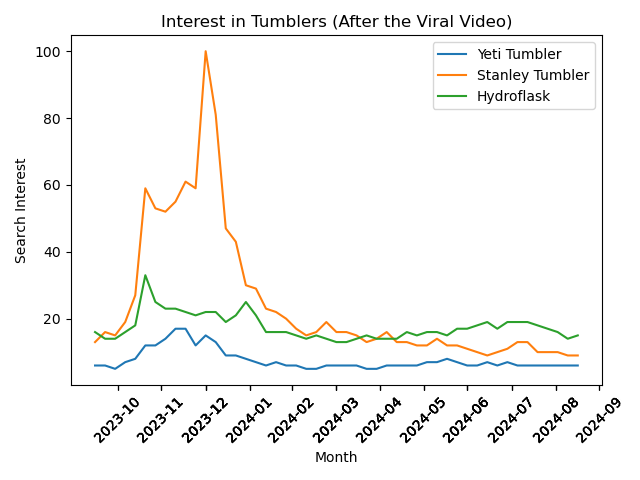 Interest in Tumblers (After the Viral Video)
Yeti Tumbler
Stanley Tumbler
Hydroflask
Search Interest
100
80
60
40
20
2023-10
2023-11
2023-12
2024-01
2024-02
2024-03
2024-04
2024-05
2024-06
2024-07
2024-08
2024-09
Month